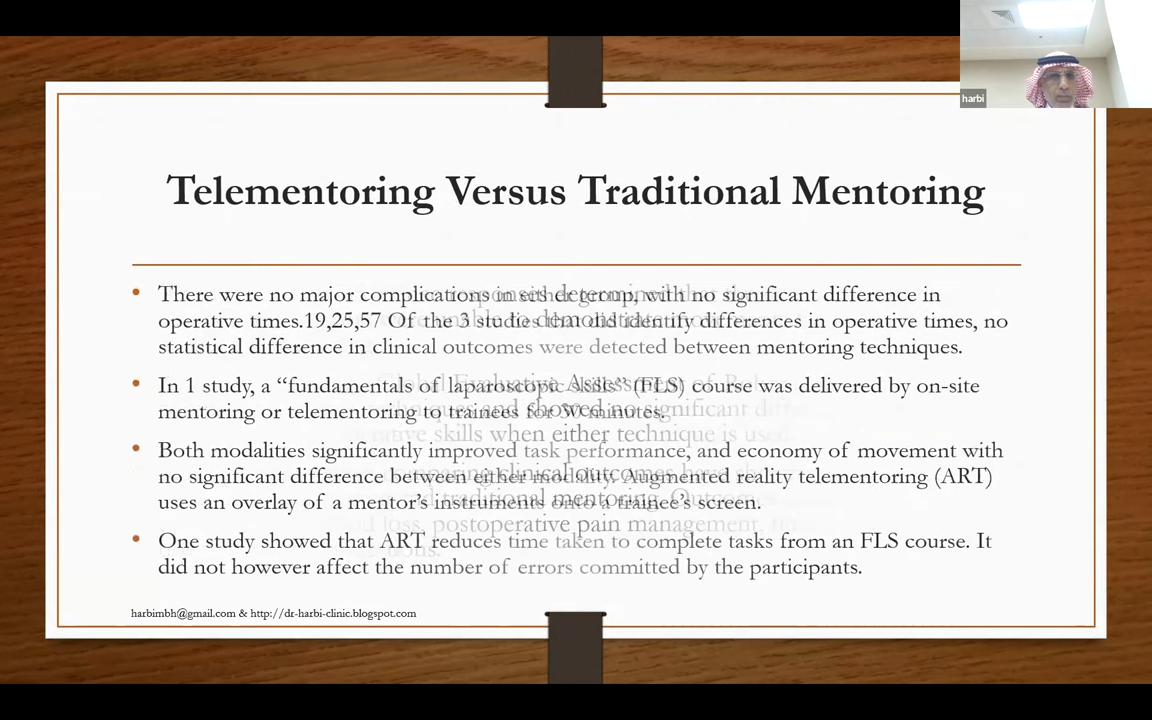 harbi
Telementoring Versus Traditional Mentoring
• There were no major complications in either group, with no significant difference in
operative times.19,25,57 Of the 3 studies that did identify differences in operative times, no
statistical difference in clinical outcomes were detected between mentoring techniques.
• In 1 study, a “fundamentals of laparoscopic skills” (FLS) course was delivered by on-site
mentoring or telementoring to trainees for 30 minutes.
• Both modalities significantly improved task performance, and economy of movement with
no significant difference between either modality. Augmented reality telementoring (ART)
uses an overlay of a mentor’s instruments onto a trainee’s screen.
• One study showed that ART reduces time taken to complete tasks from an FLS course. It
did not however affect the number of errors committed by the participants.
harbimbh@gmail.com & http://dr-harbi-clinic.blogspot.com